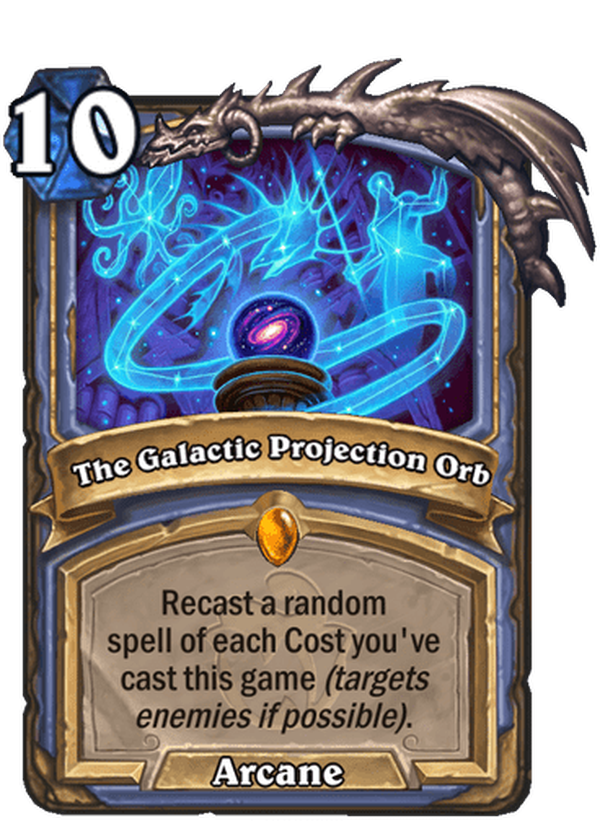 10
The Galactic Projection Orb
Recast a random
spell of each Cost you've
cast this game (targets
enemies if possible).
Arcane